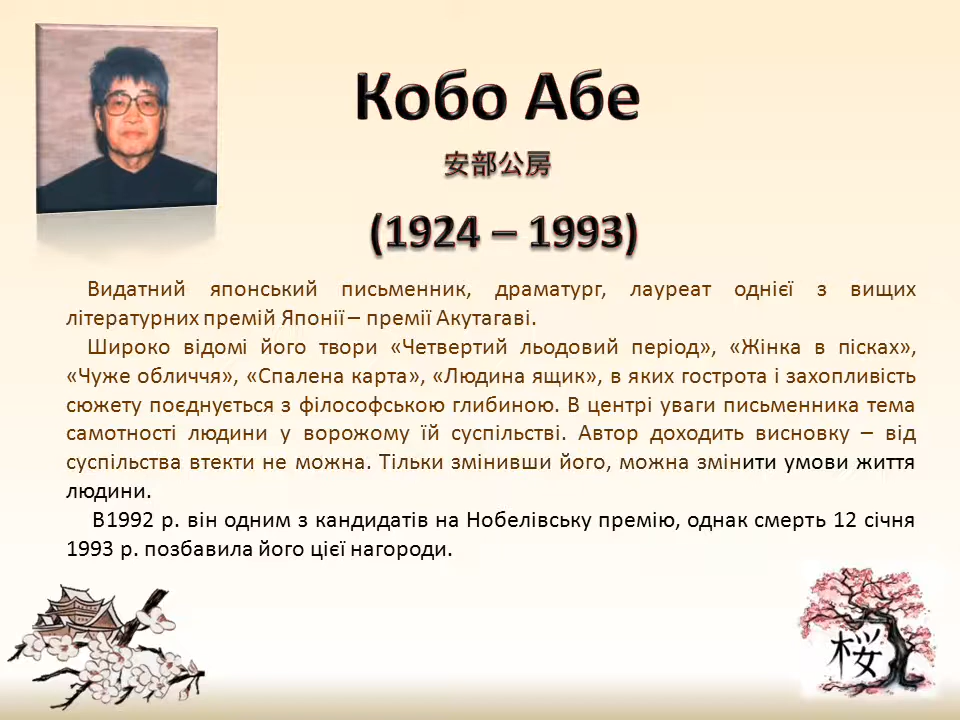 Кобо Абе
安部公房
(1924 – 1993)
Видатний японський письменник, драматург, лауреат однієї з вищих
літературних премій Японії – премії Акутагаві.
Широко відомі його твори «Четвертий льодовий період», «Жінка в пісках»,
«Чуже обличчя», «Спалена карта», «Людина ящик», в яких гострота і захопливість
сюжету поєднується з філософською глибиною. В центрі уваги письменника тема
самотності людини у ворожому їй суспільстві. Автор доходить висновку – від
суспільства втекти не можна. Тільки змінивши його, можна змінити умови життя
людини.
В1992 р. він одним з кандидатів на Нобелівську премію, однак смерть 12 січня
1993 р. позбавила його цієї нагороди.
桜